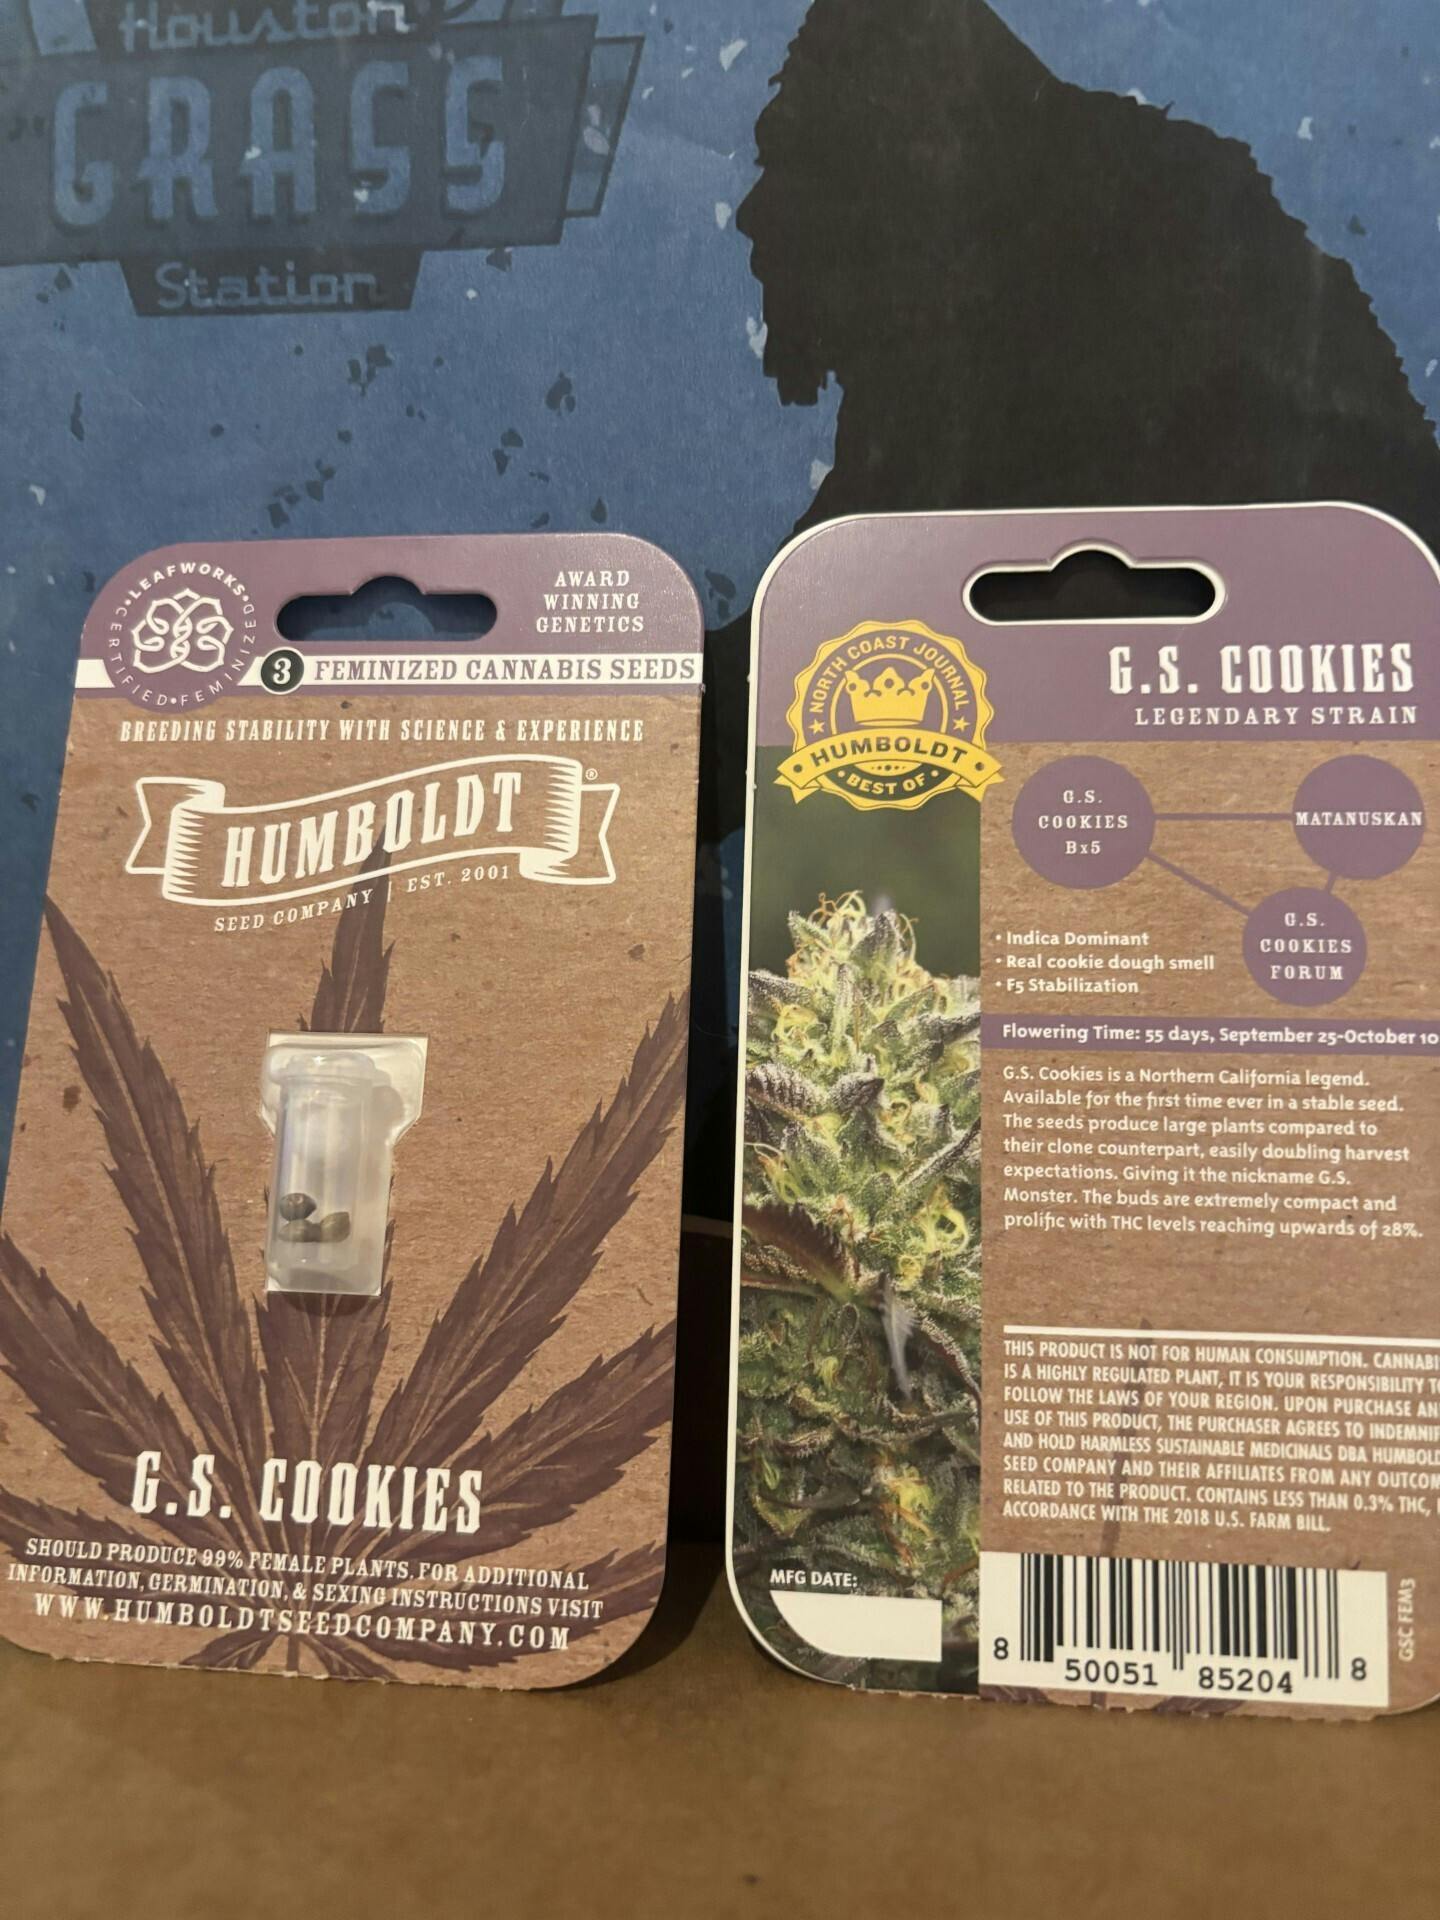 Houston
GRASS
Station
LEAFWORKS
CERTIFIED • FEMINIZED
AWARD
WINNING
GENETICS
3 FEMINIZED CANNABIS SEEDS
BREEDING STABILITY WITH SCIENCE & EXPERIENCE
HUMBOLDT®
SEED COMPANY | EST. 2001
G.S. COOKIES
SHOULD PRODUCE 99% FEMALE PLANTS. FOR ADDITIONAL
INFORMATION, GERMINATION, & SEXING INSTRUCTIONS VISIT
WWW.HUMBOLDTSEEDCOMPANY.COM
NORTH COAST JOURNAL
HUMBOLDT
BEST OF
G.S. COOKIES
LEGENDARY STRAIN
G.S.
COOKIES
Bx5
MATANUSKAN
G.S.
COOKIES
FORUM
• Indica Dominant
• Real cookie dough smell
• F5 Stabilization
Flowering Time: 55 days, September 25-October 10
G.S. Cookies is a Northern California legend.
Available for the first time ever in a stable seed.
The seeds produce large plants compared to
their clone counterpart, easily doubling harvest
expectations. Giving it the nickname G.S.
Monster. The buds are extremely compact and
prolific with THC levels reaching upwards of 28%.
THIS PRODUCT IS NOT FOR HUMAN CONSUMPTION. CANNABI
IS A HIGHLY REGULATED PLANT, IT IS YOUR RESPONSIBILITY T
FOLLOW THE LAWS OF YOUR REGION. UPON PURCHASE AN
USE OF THIS PRODUCT, THE PURCHASER AGREES TO INDEMNIF
AND HOLD HARMLESS SUSTAINABLE MEDICINALS DBA HUMBOLD
SEED COMPANY AND THEIR AFFILIATES FROM ANY OUTCOM
RELATED TO THE PRODUCT. CONTAINS LESS THAN 0.3% THC,
ACCORDANCE WITH THE 2018 U.S. FARM BILL.
MFG DATE:
8 50051 85204 8
GSC FEM3